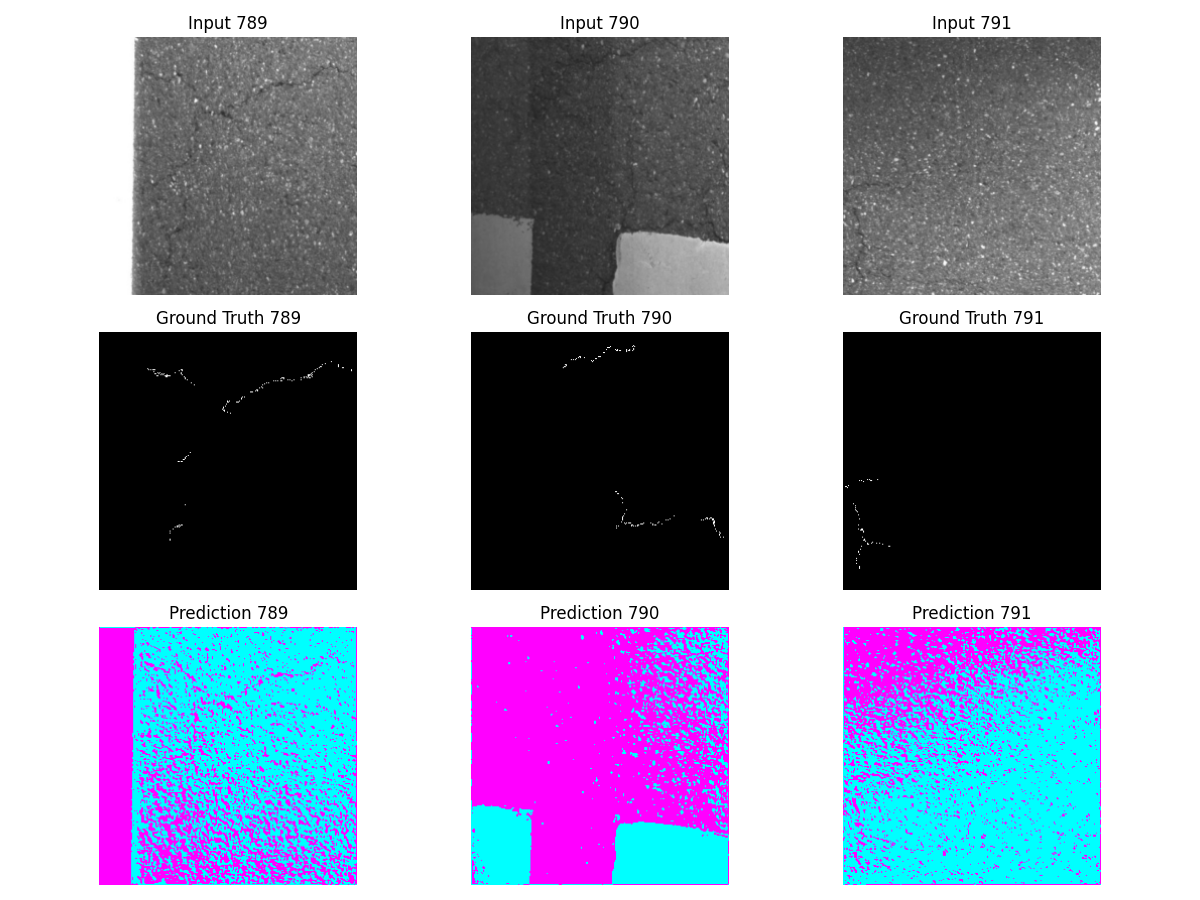 Input 789
Input 790
Input 791
Ground Truth 789
Ground Truth 790
Ground Truth 791
Prediction 789
Prediction 790
Prediction 791